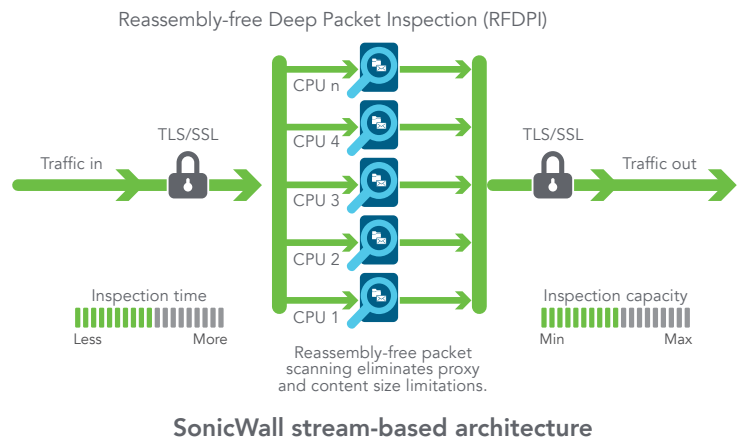 Reassembly-free Deep Packet Inspection (RFDPI)
CPU n
TLS/SSL
CPU 4
TLS/SSL
Traffic in
Traffic out
CPU 3
CPU 2
Inspection time
Less
More
CPU 1
Inspection capacity
Min
Max
Reassembly-free packet
scanning eliminates proxy
and content size limitations.
SonicWall stream-based architecture